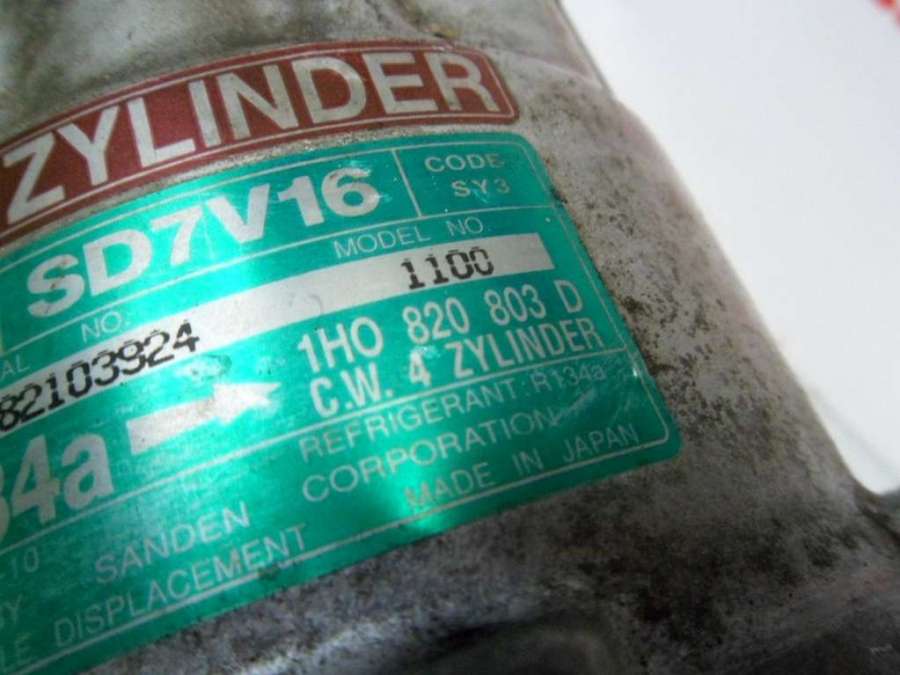 ZYLINDER
SD7V16
CODE
SY3
MODEL NO.
NO.
1100
82103924
1HO 820 803 D
C.W. 4 ZYLINDER
34a
REFRIGERANT: R134a
SANDEN CORPORATION
DISPLACEMENT
MADE IN JAPAN